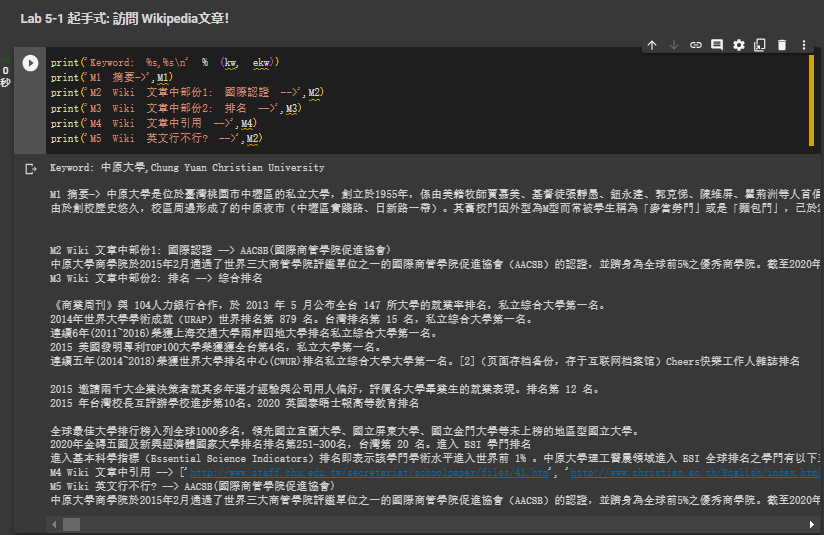 Lab 5-1 起手式: 訪問 Wikipedia文章!
0
秒
print('Keyword: %s,%s\n' % (kw, ekw))
print('M1 摘要->',M1)
print('M2 Wiki 文章中部份1: 國際認證 -->',M2)
print('M3 Wiki 文章中部份2: 排名 -->',M3)
print('M4 Wiki 文章中引用 -->',M4)
print('M5 Wiki 英文行不行? -->',M2)
Keyword: 中原大學,Chung Yuan Christian University
M1 摘要-> 中原大學是位於臺灣桃園市中壢區的私立大學，創立於1955年，係由美籍牧師賈嘉美、基督徒張靜愚、鈕永建、郭克悌、陳維屏、瞿荊洲等人首倡
由於創校歷史悠久，校區周邊形成了的中原夜市（中壢區實踐路、日新路一帶）。其舊校門因外型為M型而常被學生稱為「麥當勞門」或是「麵包門」，已於2
M2 Wiki 文章中部份1: 國際認證 --> AACSB(國際商管學院促進協會)
中原大學商學院於2015年2月通過了世界三大商管學院評鑑單位之一的國際商管學院促進協會（AACSB）的認證，並躋身為全球前5%之優秀商學院。截至2020年
M3 Wiki 文章中部份2: 排名 --> 綜合排名
《商業周刊》與 104人力銀行合作，於 2013 年 5 月公布全台 147 所大學的就業率排名，私立綜合大學第一名。
2014年世界大學學術成就（URAP）世界排名第 879 名。台灣排名第 15 名，私立綜合大學第一名。
連續6年(2011~2016)榮獲上海交通大學兩岸四地大學排名私立綜合大學第一名。
2015 美國發明專利TOP100大學榮獲獲全台第4名，私立大學第一名。
連續五年(2014~2018)榮獲世界大學排名中心(CWUR)排名私立綜合大學大學第一名。[2]（页面存档备份，存于互联网档案馆）Cheers快樂工作人雜誌排名
2015 邀請兩千大企業決策者就其多年選才經驗與公司用人偏好，評價各大學畢業生的就業表現。排名第 12 名。
2015 年台灣校長互評辦學校進步第10名。2020 英國泰晤士報高等教育排名
全球最佳大學排行榜入列全球1000多名，領先國立宜蘭大學、國立屏東大學、國立金門大學等未上榜的地區型國立大學。
2020年金磚五國及新興經濟體國家大學排名排名第251-300名，台灣第 20 名。進入 ESI 學門排名
進入基本科學指標（Essential Science Indicators）排名即表示該學門學術水平進入世界前 1% 。中原大學理工醫農領域進入 ESI 全球排名之學門有以下三
M4 Wiki 文章中引用 --> ['http://www.staff.chu.edu.tw/secretariat/schoolpaper/files/41.htm', 'http://www.christian.ac.th/English/index.html
M5 Wiki 英文行不行? --> AACSB(國際商管學院促進協會)
中原大學商學院於2015年2月通過了世界三大商管學院評鑑單位之一的國際商管學院促進協會（AACSB）的認證，並躋身為全球前5%之優秀商學院。截至2020年